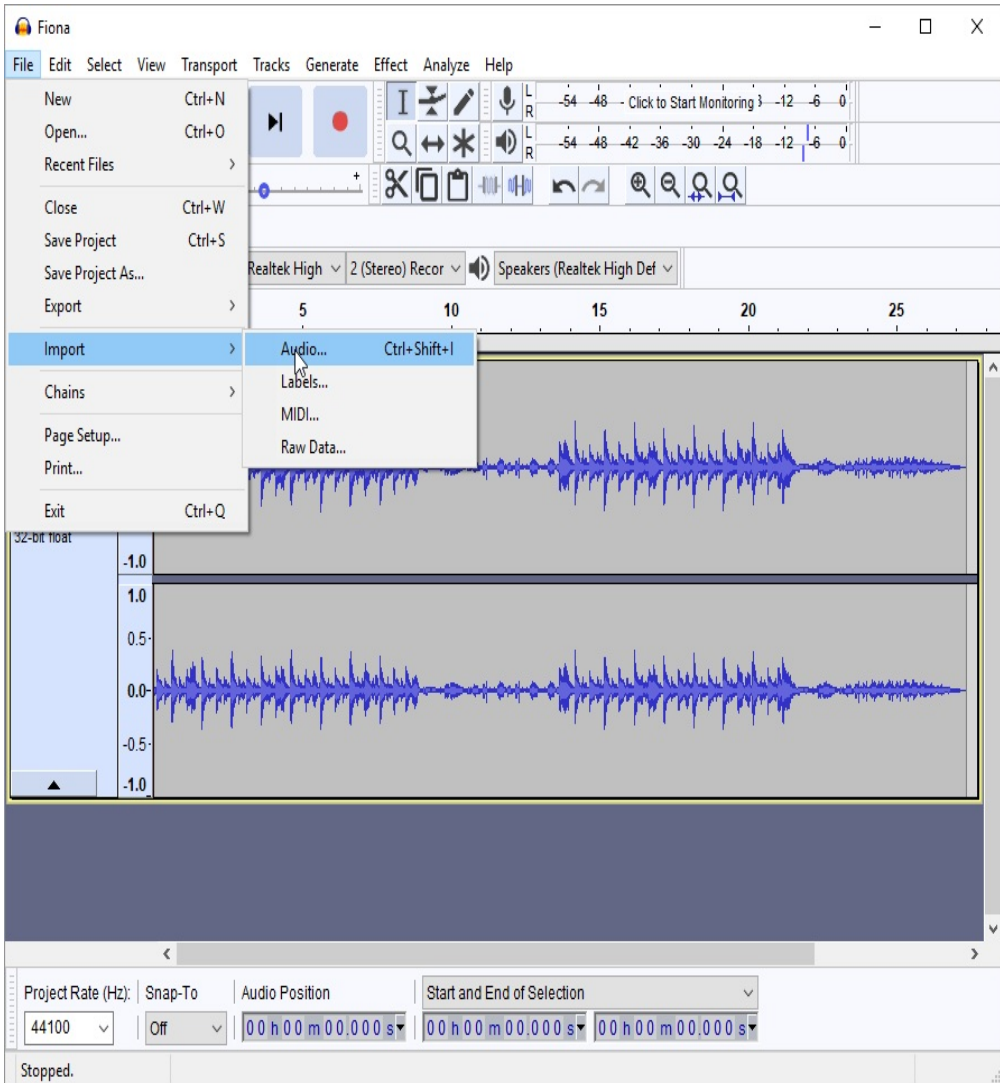 Fiona
File Edit Select View Transport Tracks Generate Effect Analyze Help
New Ctrl+N
Open... Ctrl+O
Recent Files
Close Ctrl+W
Save Project Ctrl+S
Save Project As...
Export
Import
Chains
Page Setup...
Print...
Exit Ctrl+Q
Audio... Ctrl+Shift+I
Labels...
MIDI...
Raw Data...
L
R
-54 -48 - Click to Start Monitoring -12 -6 0
L
R
-54 -48 -42 -36 -30 -24 -18 -12 -6 0
+
Realtek High 2 (Stereo) Recor Speakers (Realtek High Def
5 10 15 20 25
32-bit float
-1.0
1.0
0.5
0.0
-0.5
-1.0
Project Rate (Hz): Snap-To Audio Position Start and End of Selection
44100 Off 00 h 00 m 00.000 s 00 h 00 m 00.000 s 00 h 00 m 00.000 s
Stopped.